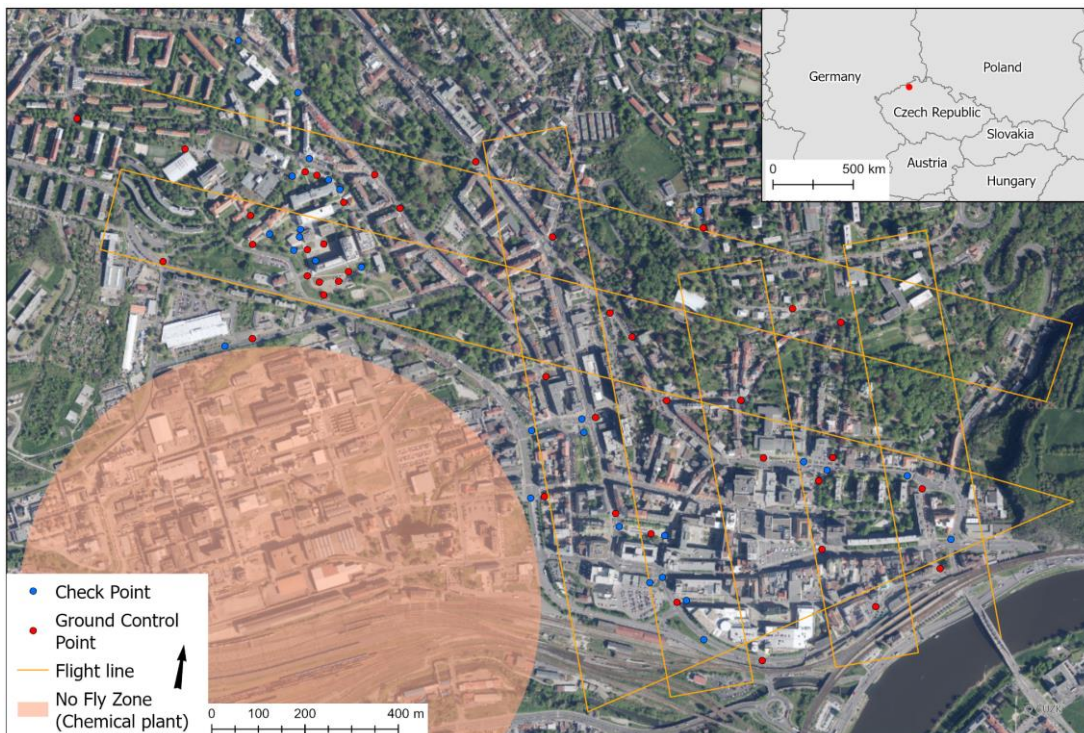 Germany
Poland
Czech Republic
Slovakia
Austria
Hungary
0 500 km
Check Point
Ground Control
Point
Flight line
No Fly Zone
(Chemical plant)
0 100 200 300 400 m